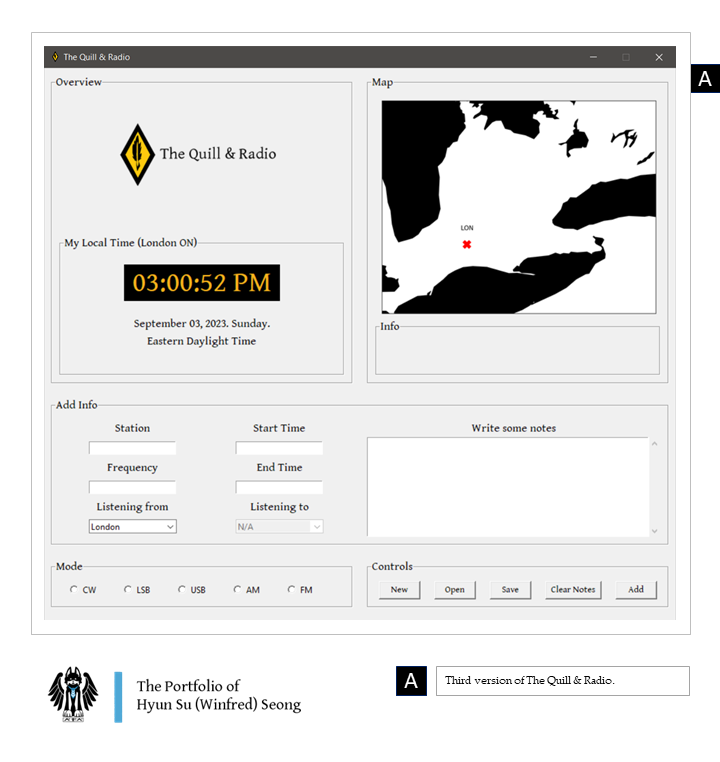 The Quill & Radio
A
Overview
The Quill & Radio
My Local Time (London ON)
03:00:52 PM
September 03, 2023. Sunday.
Eastern Daylight Time
Map
LON
Info
Add Info
Station
Start Time
Write some notes
Frequency
End Time
Listening from
Listening to
London
N/A
Mode
CW
LSB
USB
AM
FM
Controls
New
Open
Save
Clear Notes
Add
The Portfolio of
Hyun Su (Winfred) Seong
A
Third version of The Quill & Radio.